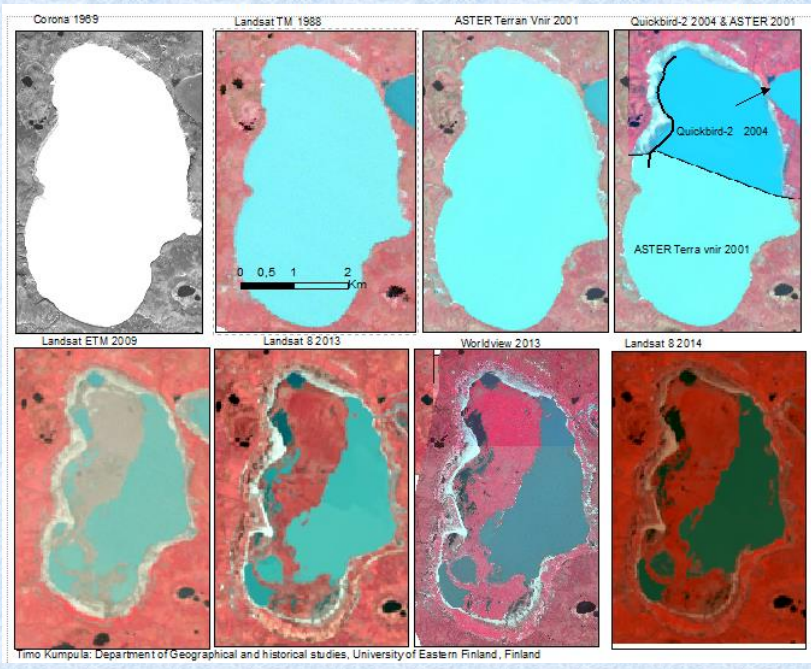 Corona 1969
Landsat TM 1988
ASTER Terran Vnir 2001
Quickbird-2 2004 & ASTER 2001
Quickbird-2 2004
ASTER Terra vnir 2001
0 0,5 1 2
Km
Landsat ETM 2009
Landsat 8 2013
Worldview 2013
Landsat 8 2014
Timo Kumpula: Department of Geographical and historical studies, University of Eastern Finland, Finland